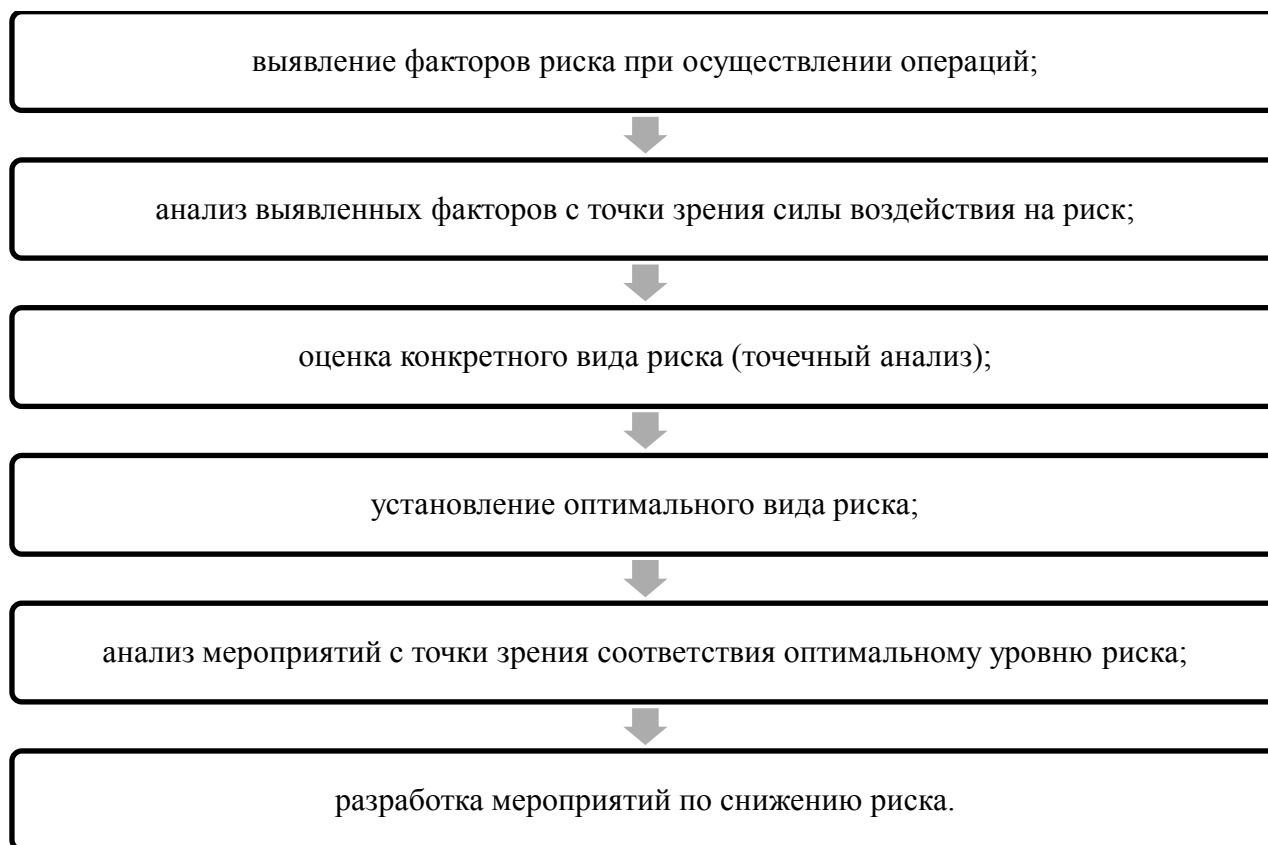 выявление факторов риска при осуществлении операций;
анализ выявленных факторов с точки зрения силы воздействия на риск;
оценка конкретного вида риска (точечный анализ);
установление оптимального вида риска;
анализ мероприятий с точки зрения соответствия оптимальному уровню риска;
разработка мероприятий по снижению риска.